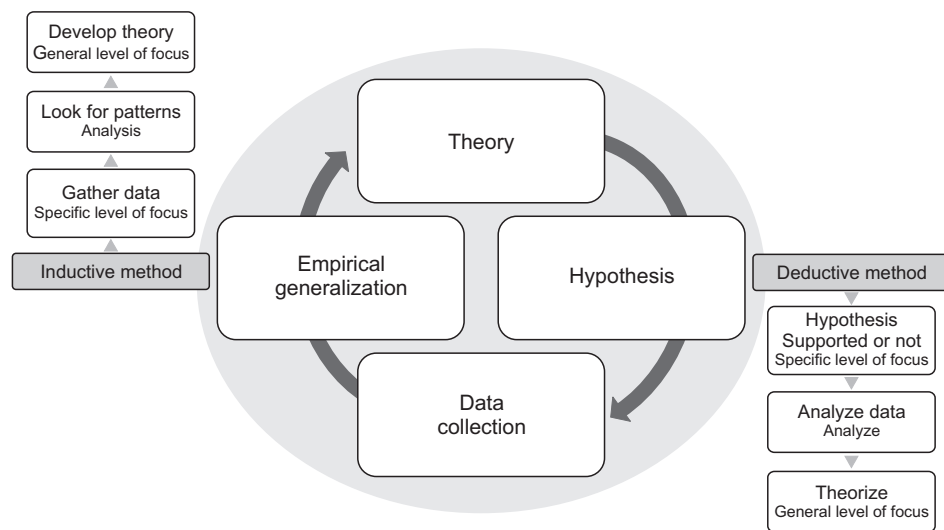 Develop theory
General level of focus
Look for patterns
Analysis
Gather data
Specific level of focus
Inductive method
Theory
Empirical
generalization
Hypothesis
Data
collection
Deductive method
Hypothesis
Supported or not
Specific level of focus
Analyze data
Analyze
Theorize
General level of focus